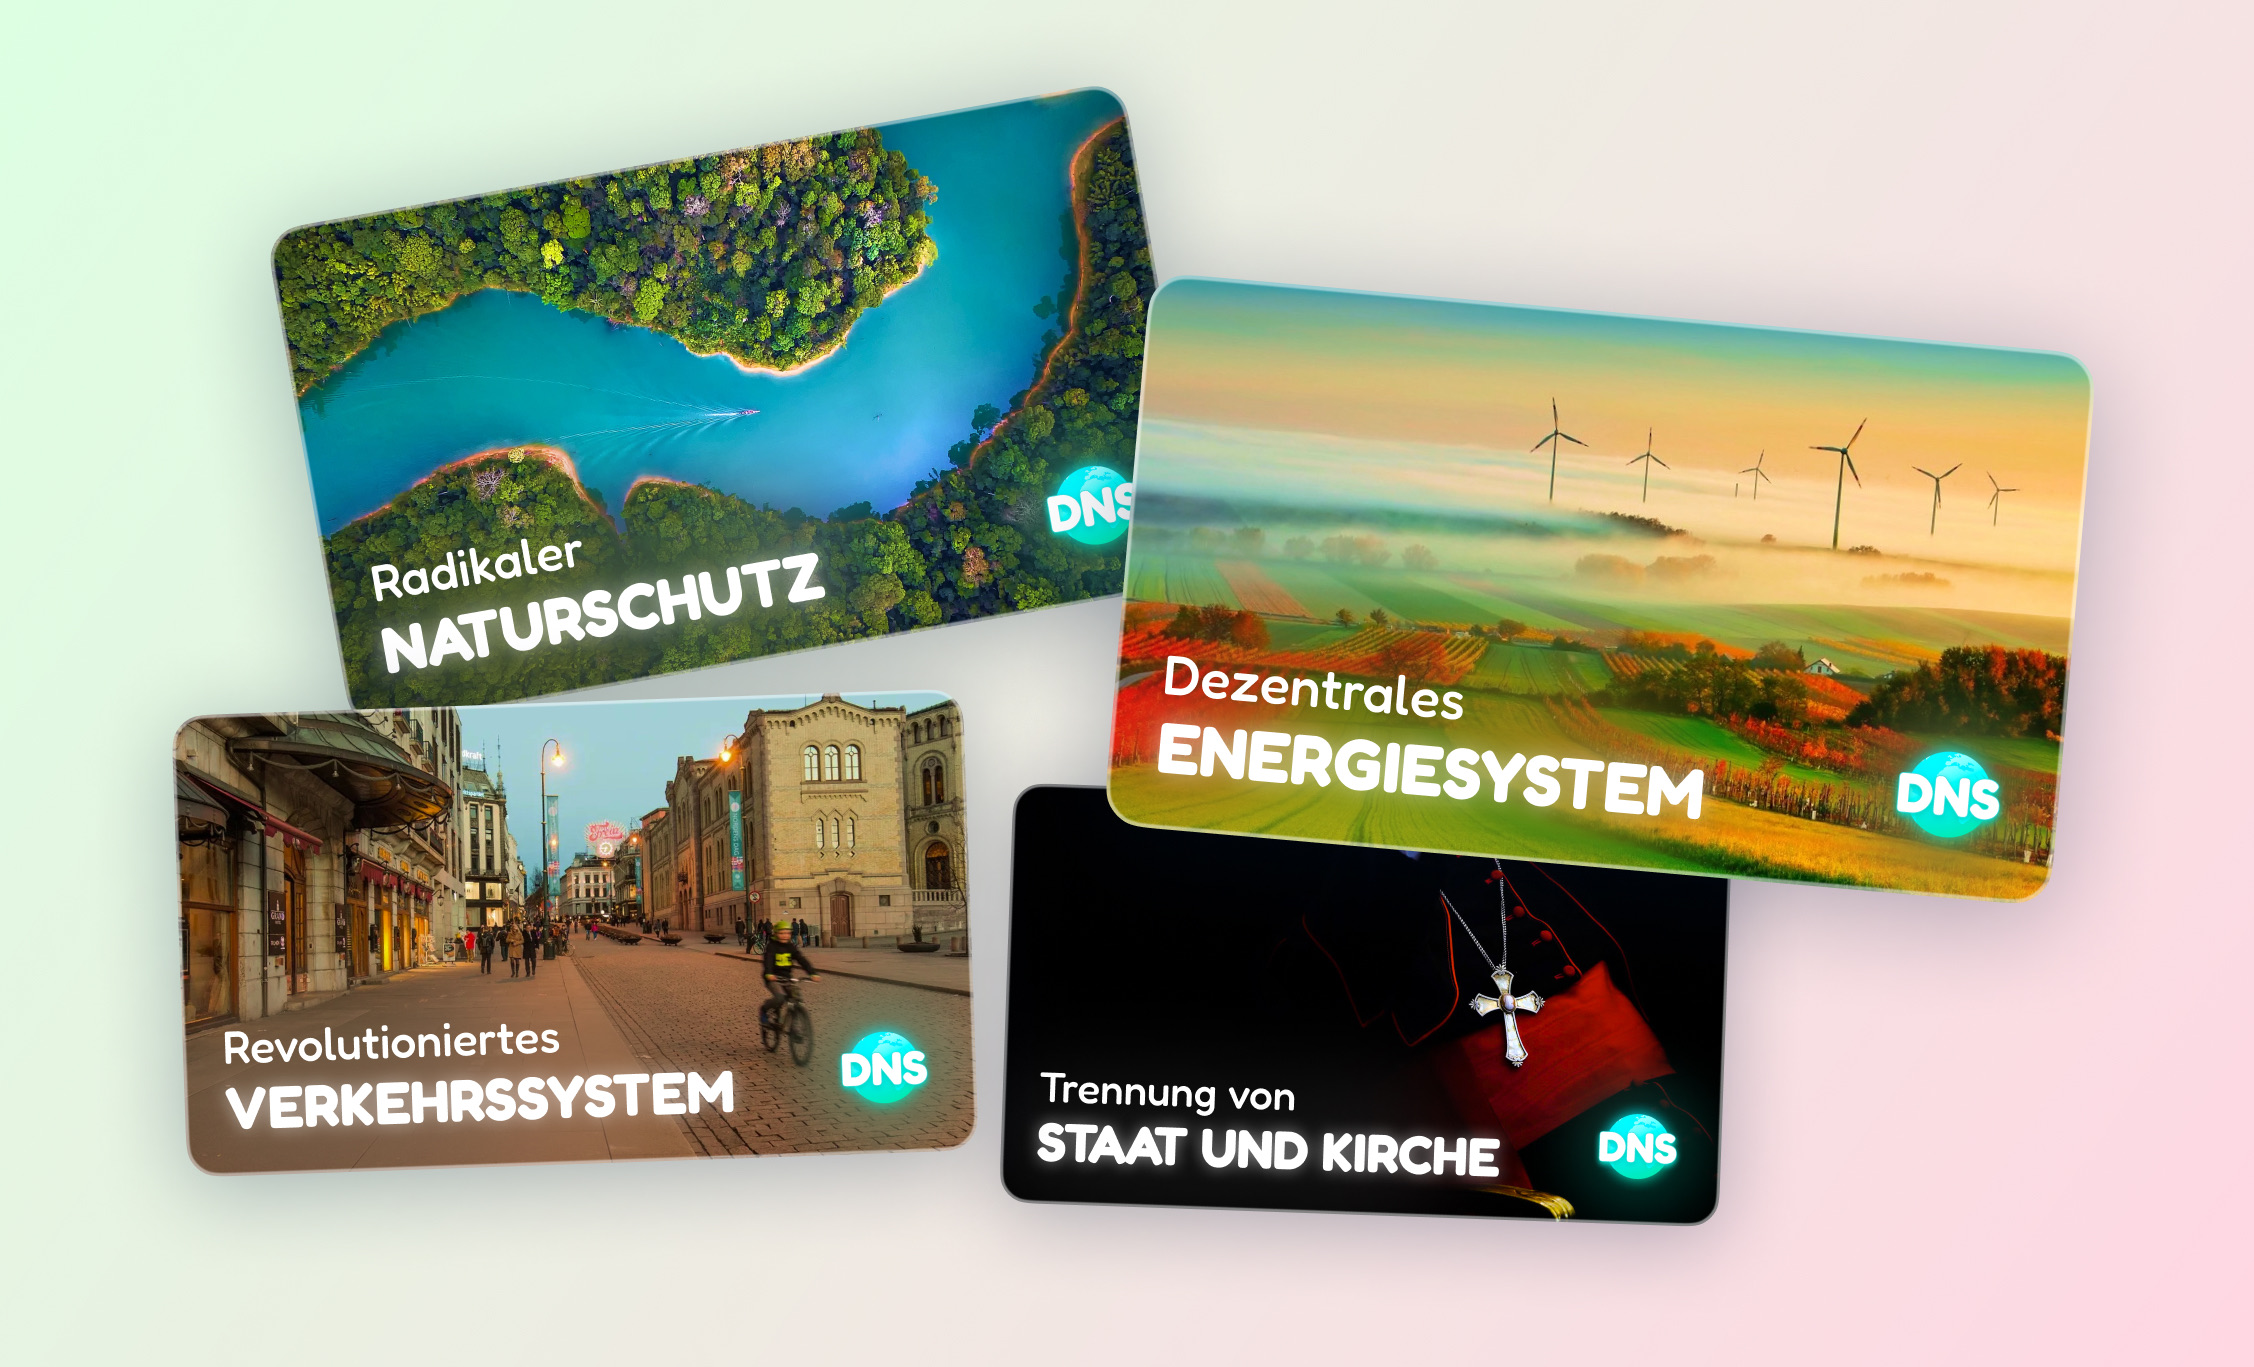 Radikaler
NATURSCHUTZ
DNS
Dezentrales
ENERGIESYSTEM
DNS
Revolutioniertes
VERKEHRSSYSTEM
DNS
Trennung von
STAAT UND KIRCHE
DNS